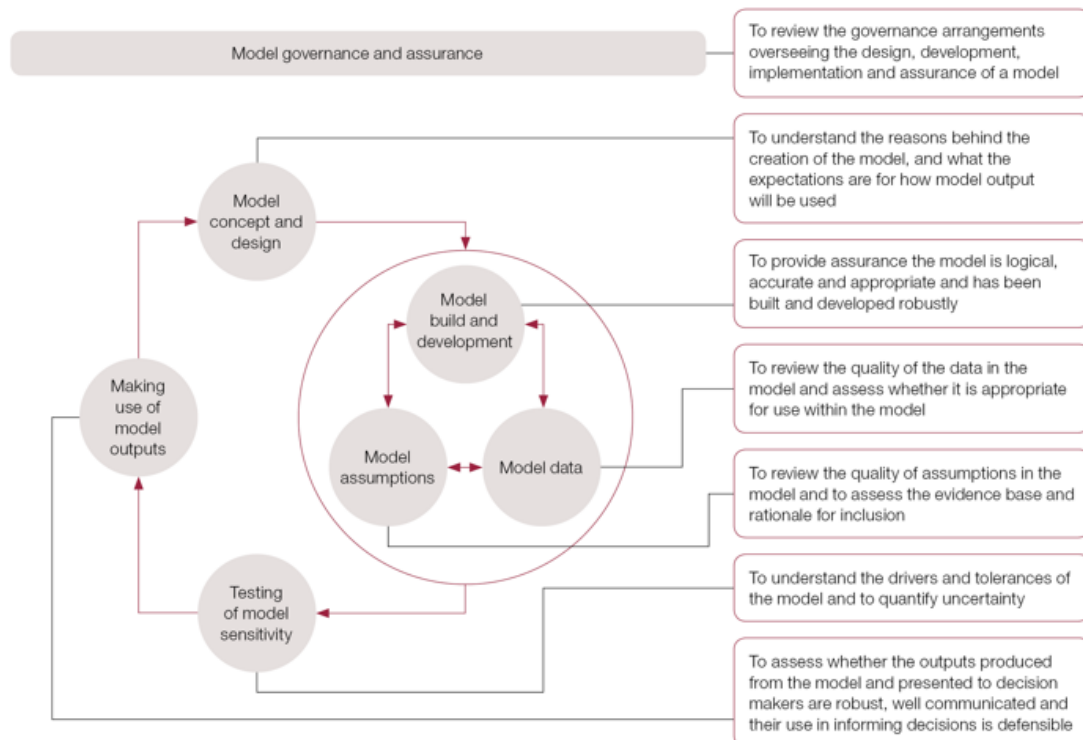 Model governance and assurance
To review the governance arrangements
overseeing the design, development,
implementation and assurance of a model
To understand the reasons behind the
creation of the model, and what the
expectations are for how model output
will be used
Model
concept and
design
To provide assurance the model is logical,
accurate and appropriate and has been
built and developed robustly
Model
build and
development
To review the quality of the data in the
model and assess whether it is appropriate
for use within the model
Making
use of
model
outputs
Model
assumptions
Model data
To review the quality of assumptions in the
model and to assess the evidence base and
rationale for inclusion
Testing
of model
sensitivity
To understand the drivers and tolerances of
the model and to quantify uncertainty
To assess whether the outputs produced
from the model and presented to decision
makers are robust, well communicated and
their use in informing decisions is defensible